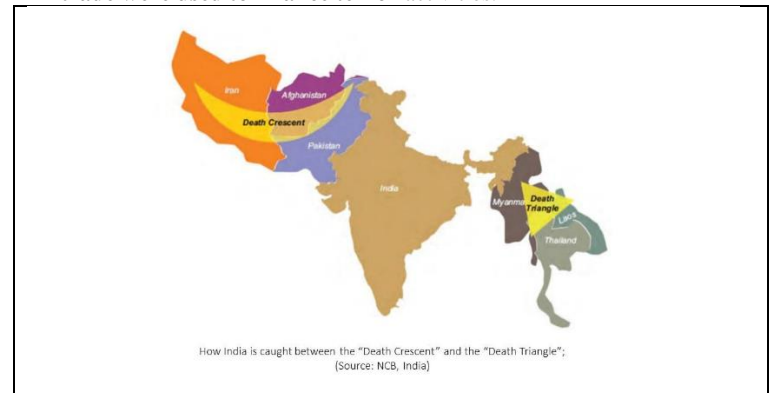 Iran
Afghanistan
Death Crescent
Pakistan
India
Myanmar
Death
Triangle
Laos
Thailand
How India is caught between the “Death Crescent” and the “Death Triangle”;
(Source: NCB, India)